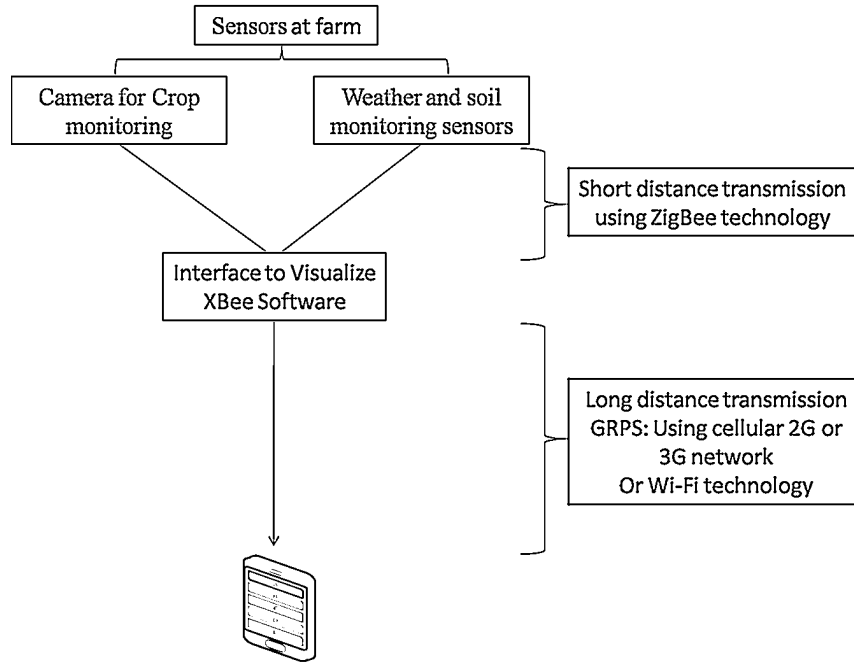 Sensors at farm
Camera for Crop
monitoring
Weather and soil
monitoring sensors
Short distance transmission
using ZigBee technology
Interface to Visualize
XBee Software
Long distance transmission
GRPS: Using cellular 2G or
3G network
Or Wi-Fi technology